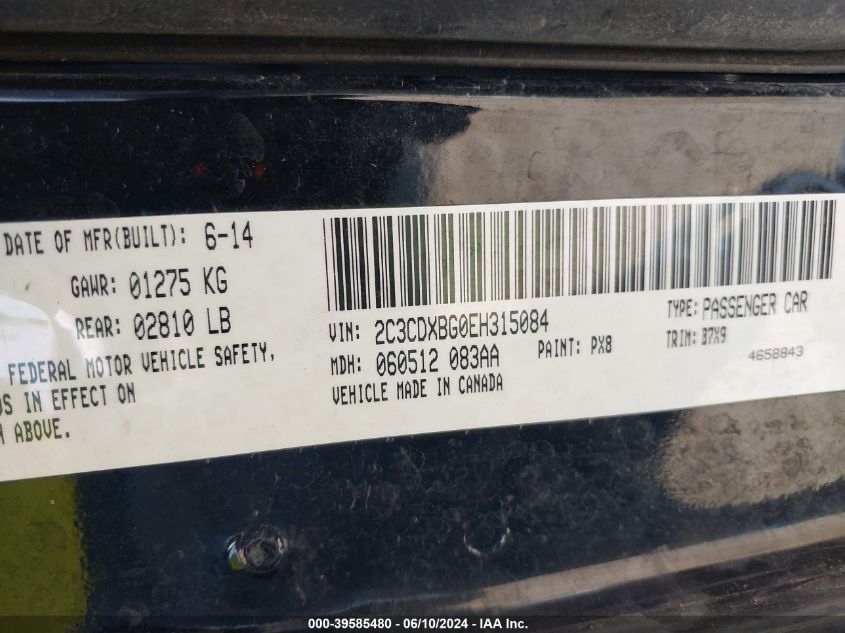 DATE OF MFR(BUILT): 6-14
GAWR: 01275 KG
REAR: 02810 LB
FEDERAL MOTOR VEHICLE SAFETY,
IN EFFECT ON
ABOVE.
VIN: 2C3CDXBG0EH315084
TYPE: PASSENGER CAR
MDH: 060512 083AA
PAINT: PX8
TRIM: B7X9
VEHICLE MADE IN CANADA
4658843
000-39585480 - 06/10/2024 - IAA Inc.